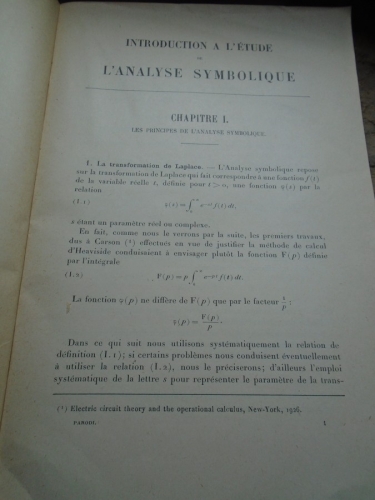 INTRODUCTION A L'ÉTUDE
DE
L'ANALYSE SYMBOLIQUE
CHAPITRE I.
LES PRINCIPES DE L'ANALYSE SYMBOLIQUE.
1. La transformation de Laplace. — L'Analyse symbolique repose
sur la transformation de Laplace qui fait correspondre à une fonction f(t)
de la variable réelle t, définie pour t > 0, une fonction φ(s) par le
relation
(I.1) φ(s) = ∫₀^∞ e^{-st} f(t) dt.
s étant un paramètre réel ou complexe.
En fait, comme nous le verrons par la suite, les premiers travaux,
dus à Carson (¹) effectués en vue de justifier la méthode de calcul
d'Heaviside conduisaient à envisager plutôt la fonction F(p) définie
par l'intégrale
(I.2) F(p) = p ∫₀^∞ e^{-pt} f(t) dt.
La fonction φ(p) ne diffère de F(p) que par le facteur 1/p :
φ(p) = F(p)/p.
Dans ce qui suit nous utilisons systématiquement la relation de
définition (I.1); si certains problèmes nous conduisent éventuellement
à utiliser la relation (I.2), nous le préciserons; d'ailleurs l'emploi
systématique de la lettre s pour représenter le paramètre de la trans-
(¹) Electric circuit theory and the operational calculus, New-York, 1926.
PARODI. 1